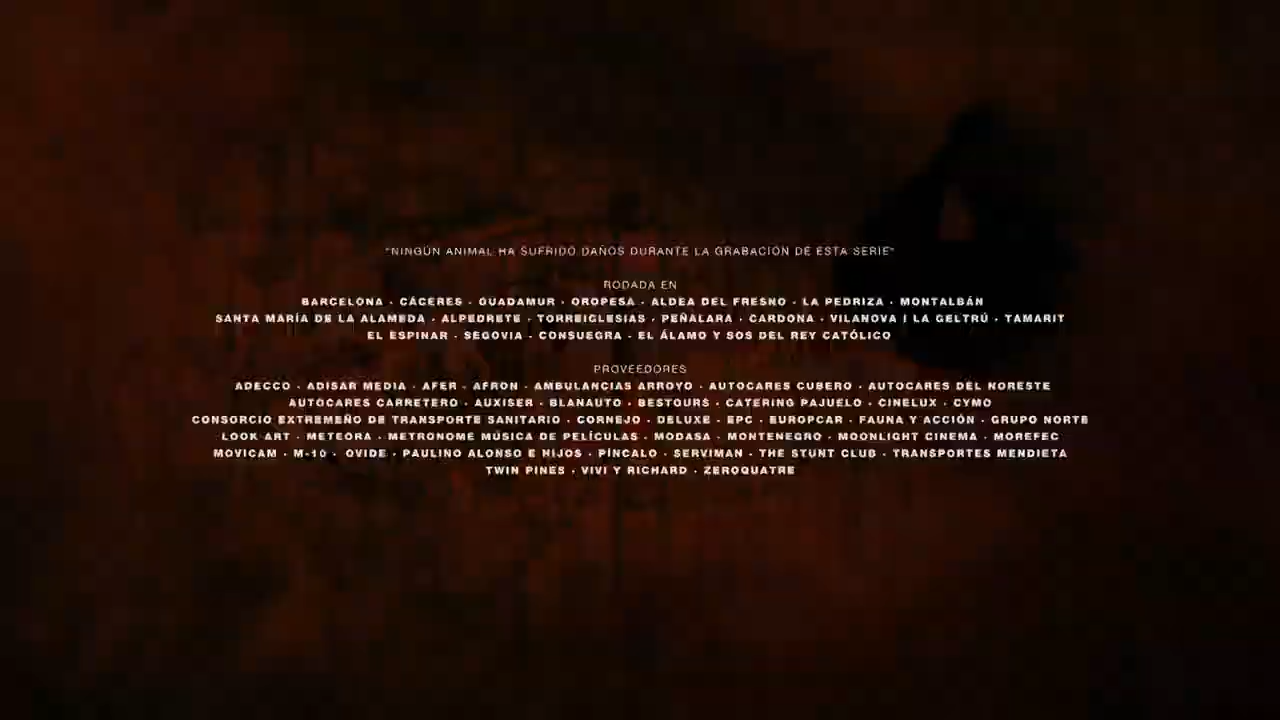 "NINGÚN ANIMAL HA SUFRIDO DAÑOS DURANTE LA GRABACIÓN DE ESTA SERIE"
RODADA EN
BARCELONA · CÁCERES · GUADAMUR · OROPESA · ALDEA DEL FRESNO · LA PEDRIZA · MONTALBÁN
SANTA MARÍA DE LA ALAMEDA · ALPEDRETE · TORREIGLESIAS · PEÑALARA · CARDONA · VILANOVA I LA GELTRÚ · TAMARIT
EL ESPINAR · SEGOVIA · CONSUEGRA · EL ÁLAMO Y SOS DEL REY CATÓLICO
PROVEEDORES
ADECCO · ADISAR MEDIA · AFER · AFRON · AMBULANCIAS ARROYO · AUTOCARES CUBERO · AUTOCARES DEL NORESTE
AUTOCARES CARRETERO · AUXISER · BLANAUTO · BESTOURS · CATERING PAJUELO · CINELUX · CYMO
CONSORCIO EXTREMEÑO DE TRANSPORTE SANITARIO · CORNEJO · DELUXE · EPC · EUROPCAR · FAUNA Y ACCIÓN · GRUPO NORTE
LOOK ART · METEORA · METRONOME MÚSICA DE PELÍCULAS · MODASA · MONTENEGRO · MOONLIGHT CINEMA · MOREFEC
MOVICAM · M-10 · OVIDE · PAULINO ALONSO E HIJOS · PÍNCALO · SERVIMAN · THE STUNT CLUB · TRANSPORTES MENDIETA
TWIN PINES · VIVI Y RICHARD · ZEROQUATRE